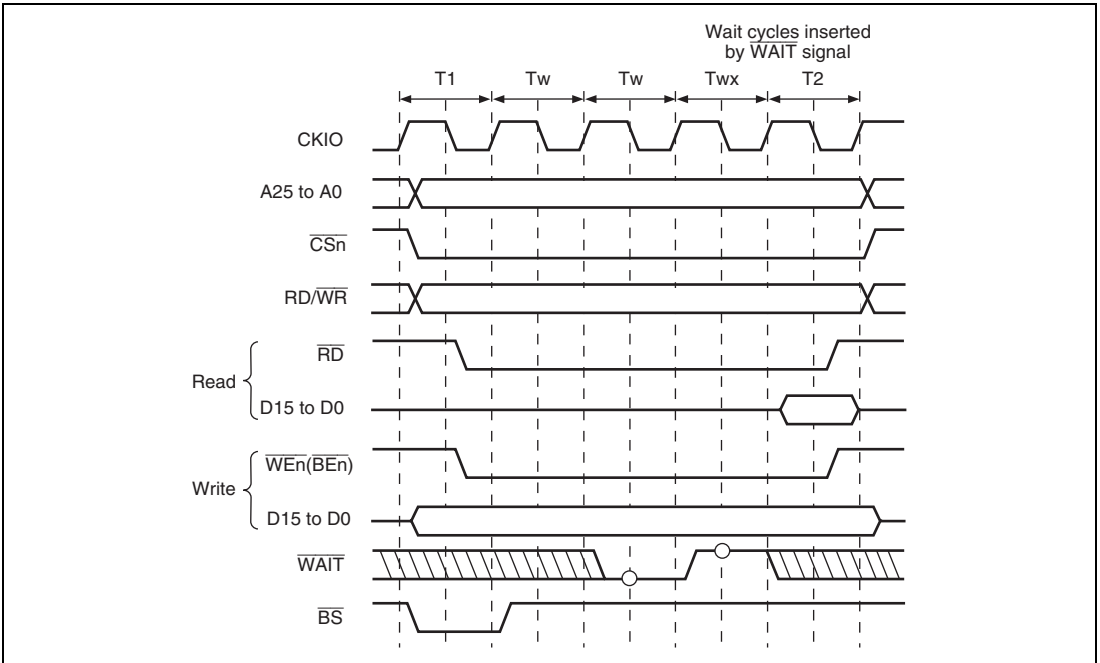 Wait cycles inserted
by WAIT signal
T1 Tw Tw Twx T2
CKIO
A25 to A0
CSn
RD/WR
Read
RD
D15 to D0
Write
WEn(BEn)
D15 to D0
WAIT
BS